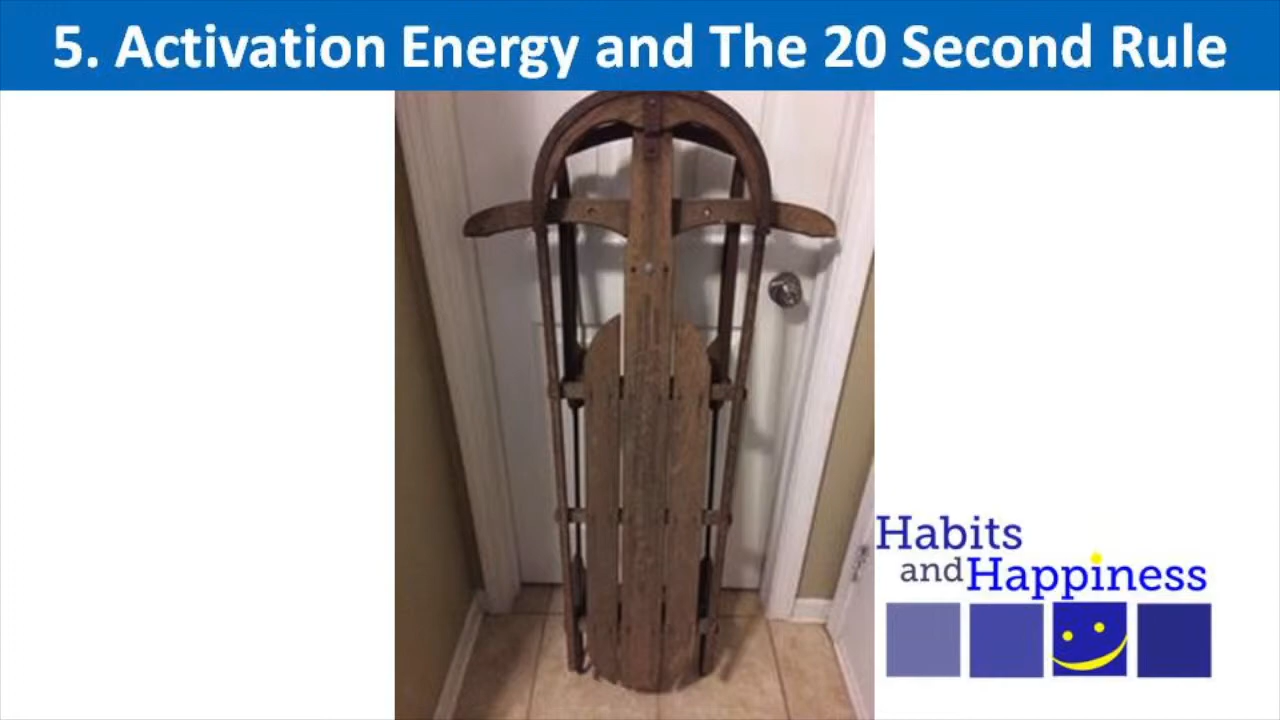 5. Activation Energy and The 20 Second Rule
Habits
and Happiness